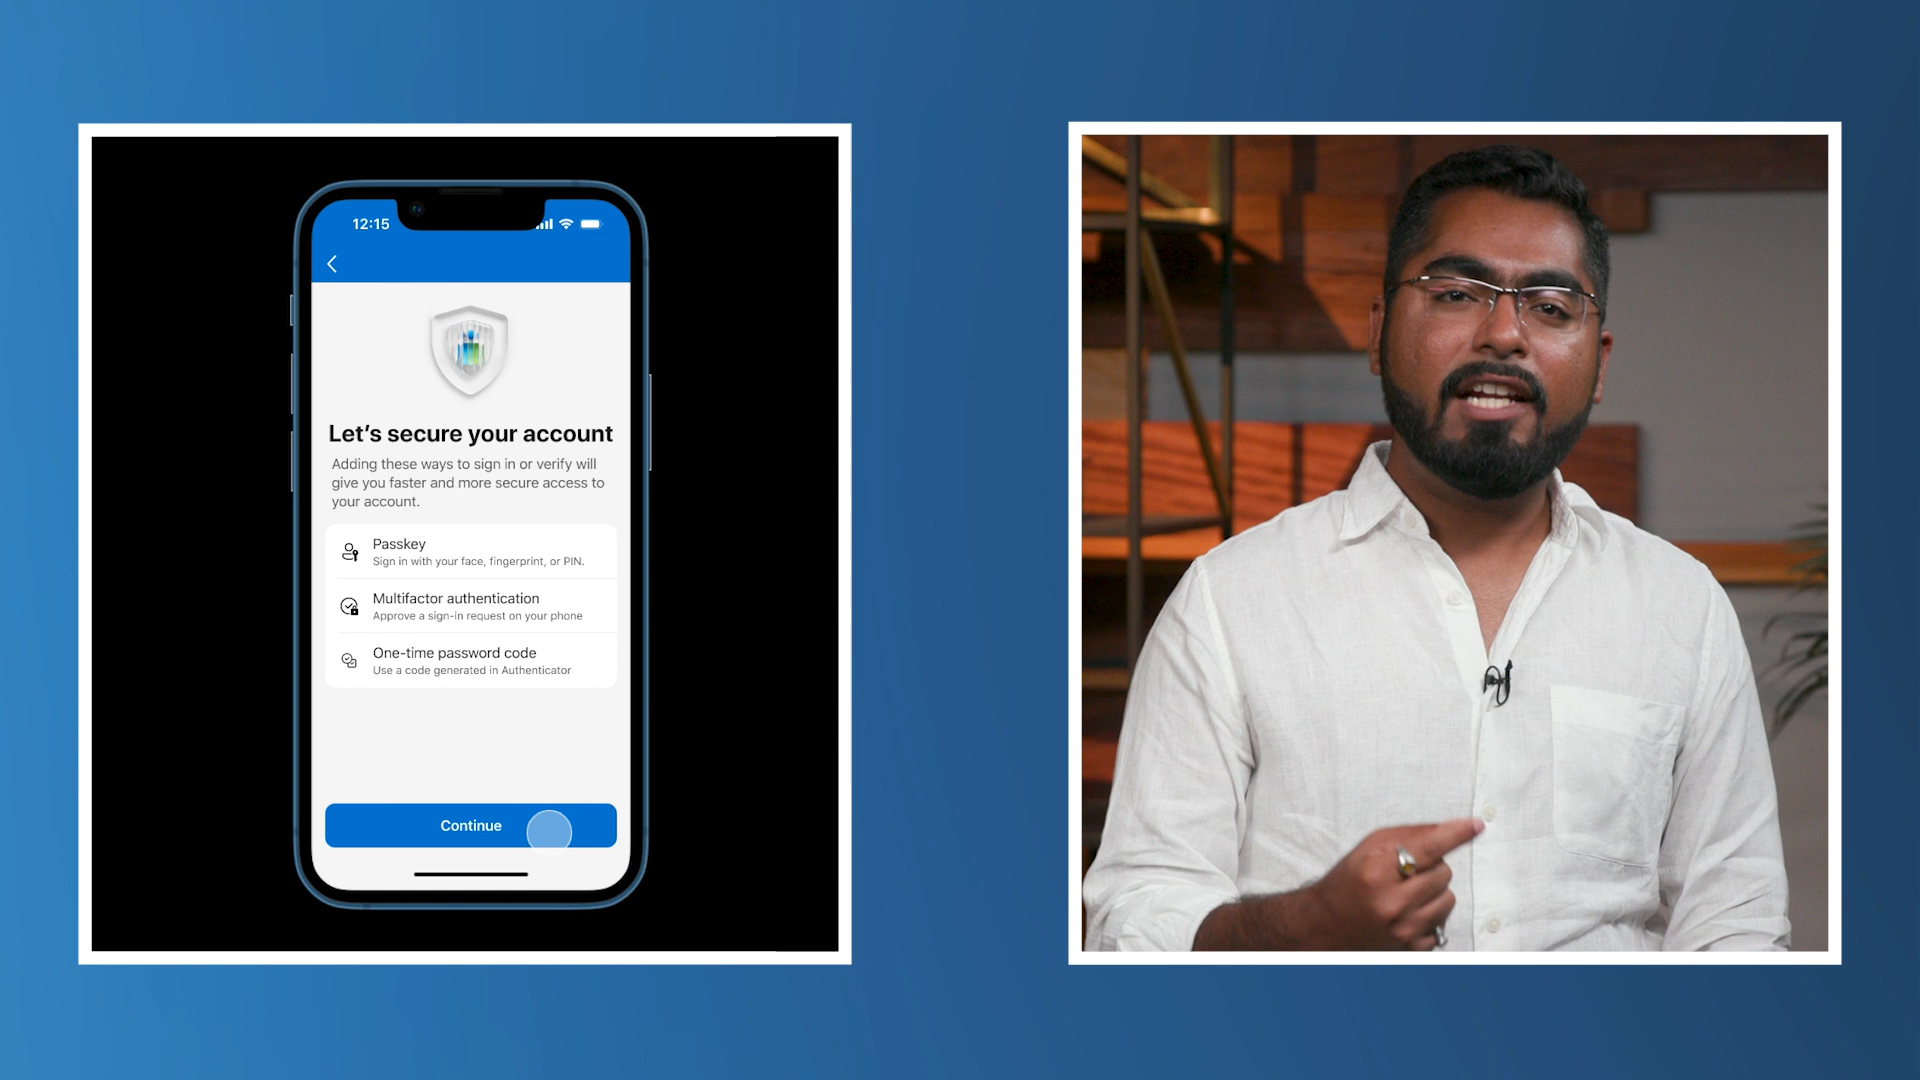 12:15
Let's secure your account
Adding these ways to sign in or verify will
give you faster and more secure access to
your account.
Passkey
Sign in with your face, fingerprint, or PIN.
Multifactor authentication
Approve a sign-in request on your phone
One-time password code
Use a code generated in Authenticator
Continue